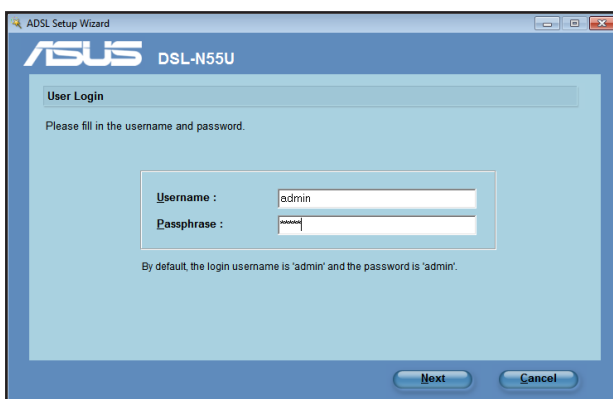 ADSL Setup Wizard
ASUS DSL-N55U
User Login
Please fill in the username and password.
Username : admin
Passphrase : *****
By default, the login username is 'admin' and the password is 'admin'.
Next Cancel